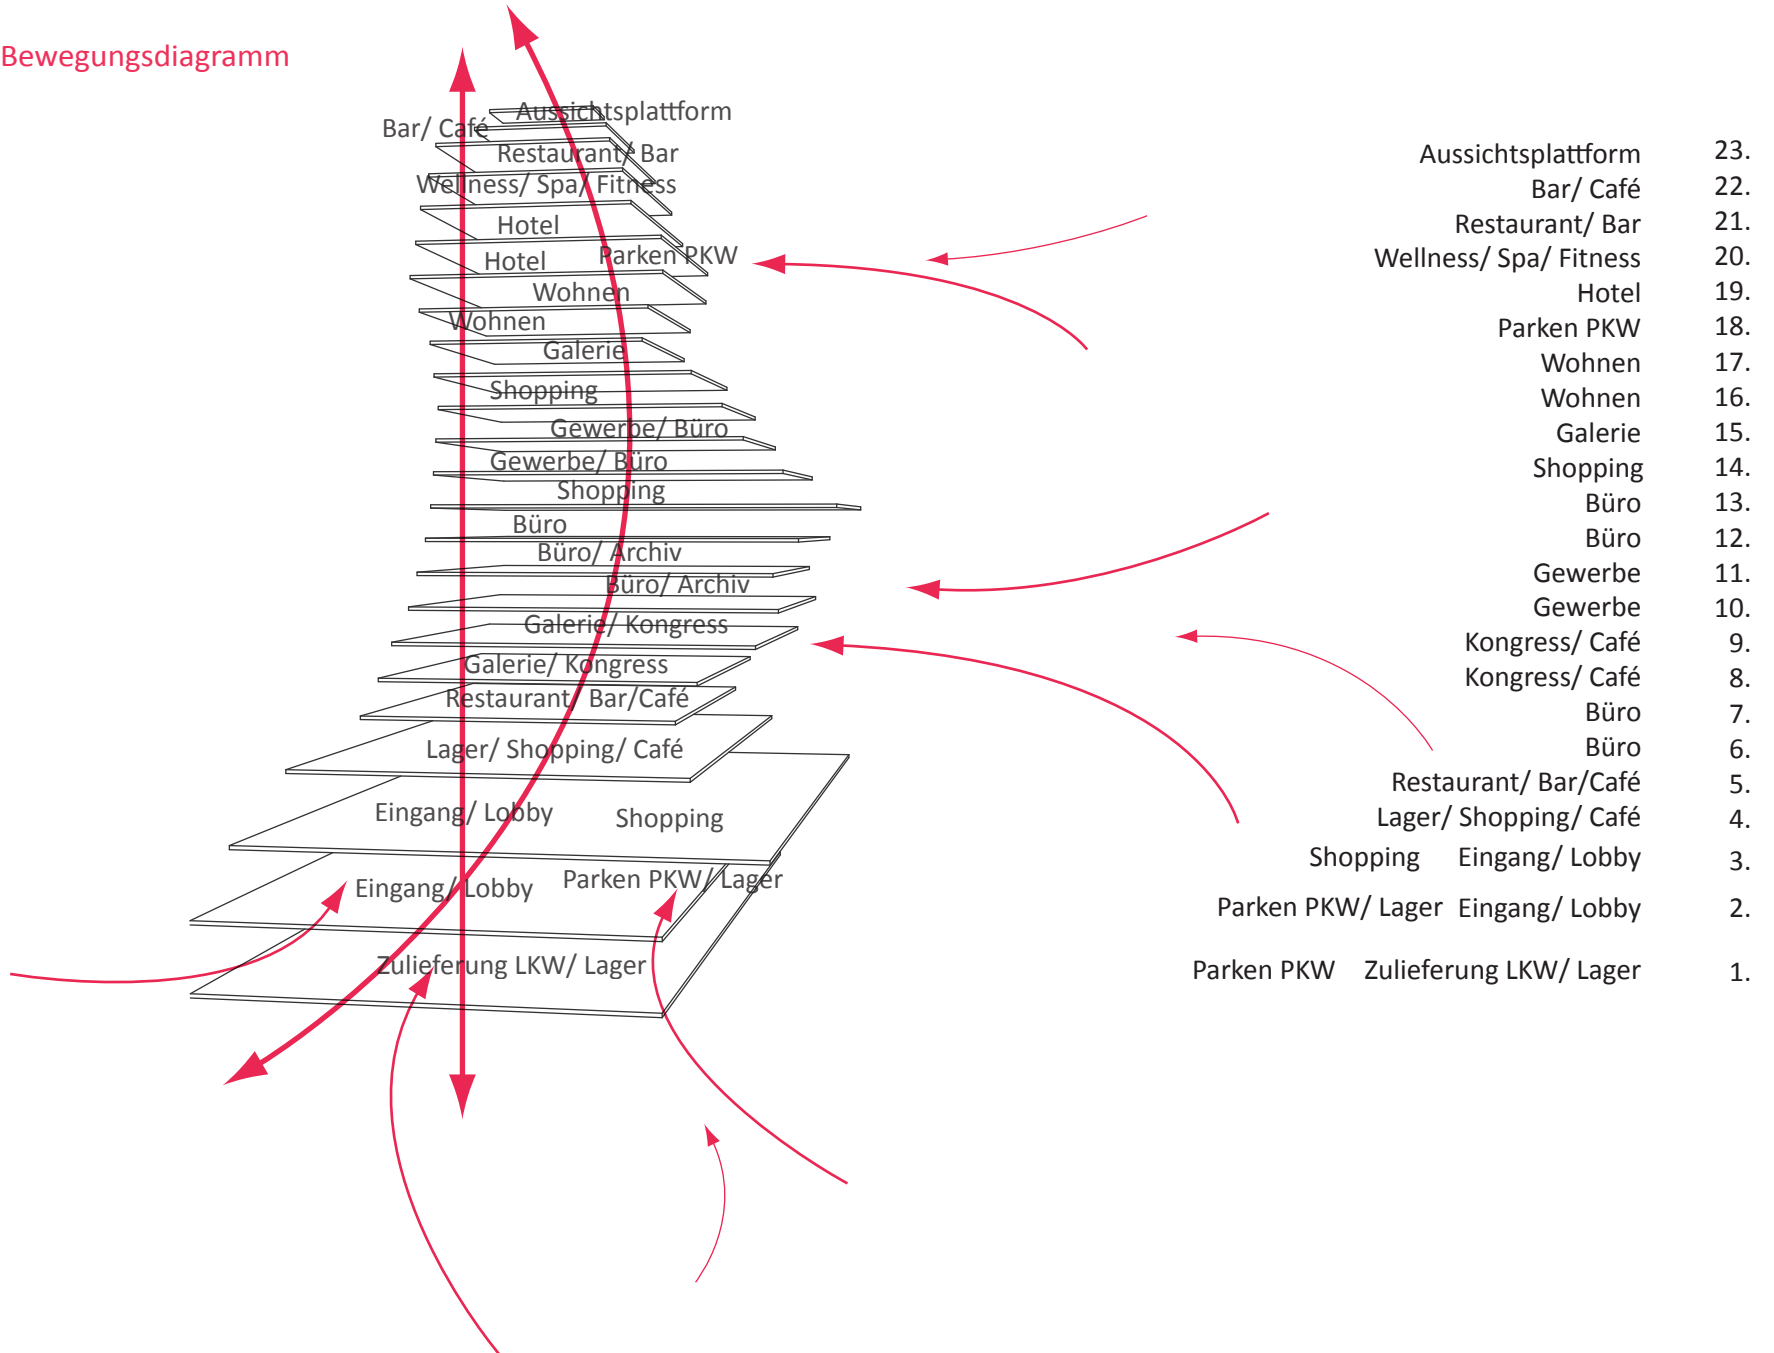 Bewegungsdiagramm
Aussichtsplattform
Bar/ Café
Restaurant/ Bar
Wellness/ Spa/ Fitness
Hotel
Hotel
Parken PKW
Wohnen
Wohnen
Galerie
Shopping
Gewerbe/ Büro
Gewerbe/ Büro
Shopping
Büro
Büro/ Archiv
Büro/ Archiv
Galerie/ Kongress
Galerie/ Kongress
Restaurant/ Bar/Café
Lager/ Shopping/ Café
Eingang/ Lobby
Shopping
Eingang/ Lobby
Parken PKW/ Lager
Zulieferung LKW/ Lager
Aussichtsplattform 23.
Bar/ Café 22.
Restaurant/ Bar 21.
Wellness/ Spa/ Fitness 20.
Hotel 19.
Parken PKW 18.
Wohnen 17.
Wohnen 16.
Galerie 15.
Shopping 14.
Büro 13.
Büro 12.
Gewerbe 11.
Gewerbe 10.
Kongress/ Café 9.
Kongress/ Café 8.
Büro 7.
Büro 6.
Restaurant/ Bar/Café 5.
Lager/ Shopping/ Café 4.
Shopping Eingang/ Lobby 3.
Parken PKW/ Lager Eingang/ Lobby 2.
Parken PKW Zulieferung LKW/ Lager 1.